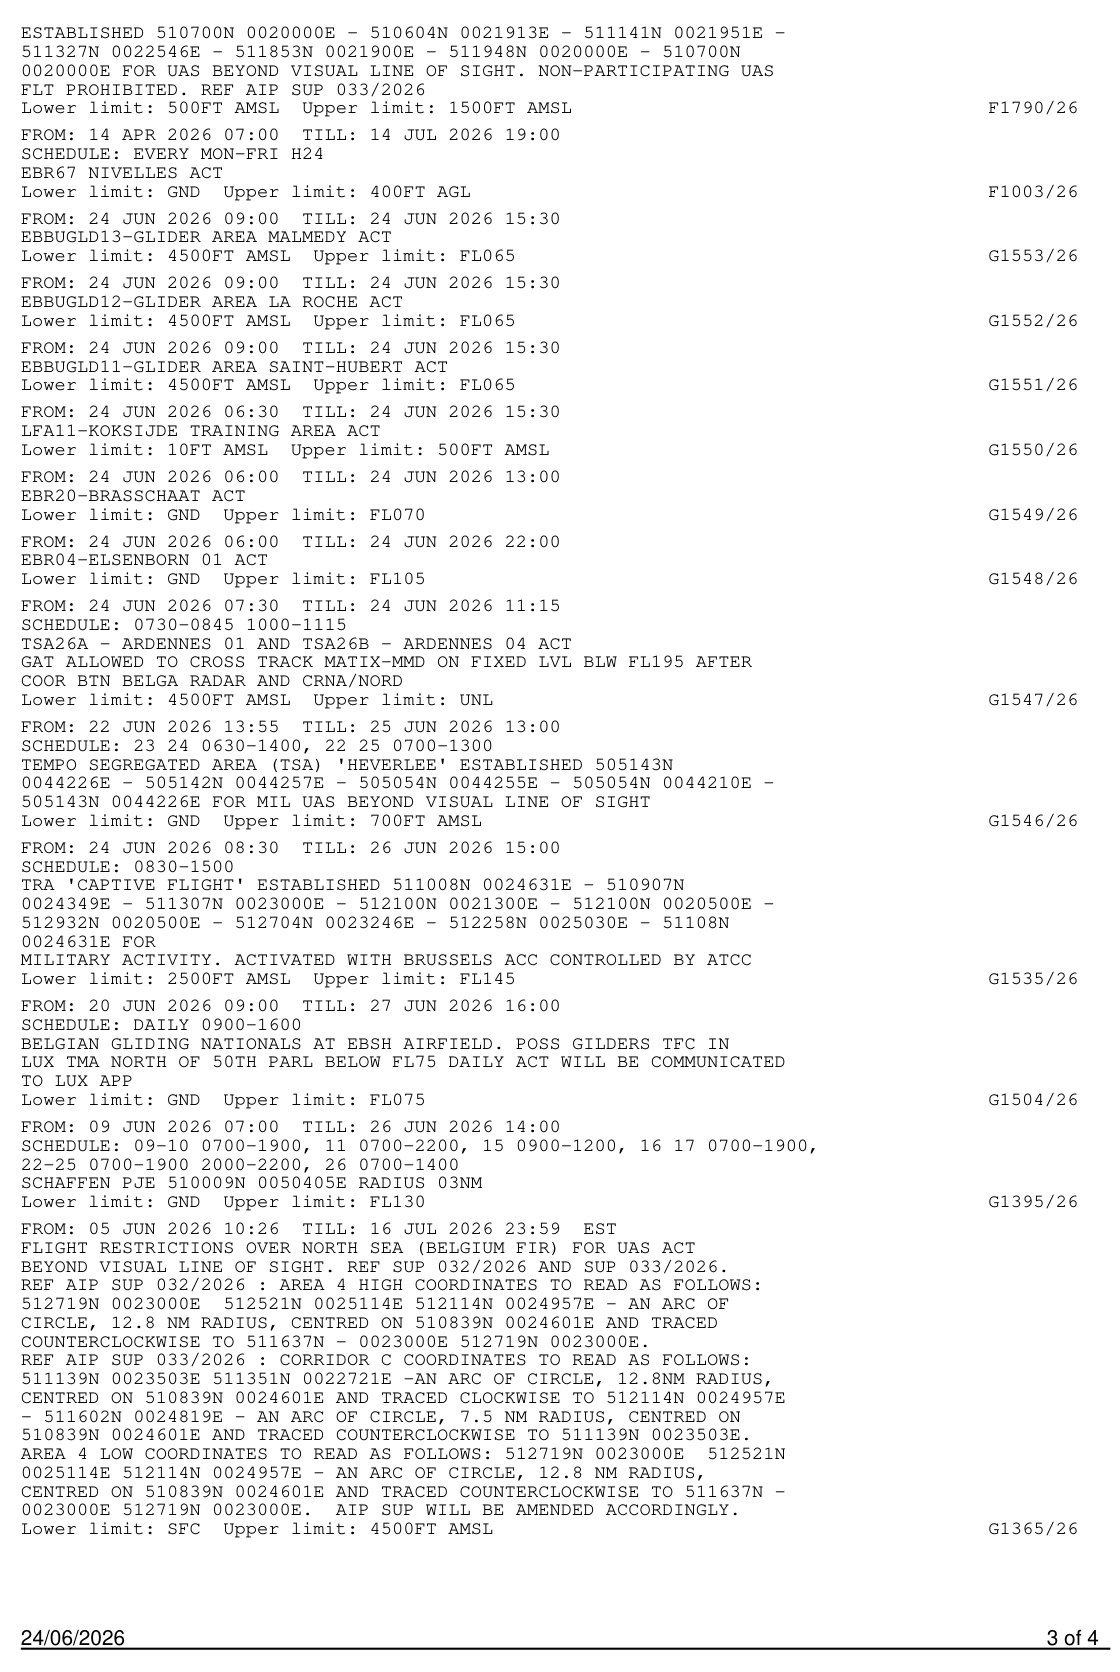 ESTABLISHED 510700N 0020000E - 510604N 0021913E - 511141N 0021951E -
511327N 0022546E - 511853N 0021900E - 511948N 0020000E - 510700N
0020000E FOR UAS BEYOND VISUAL LINE OF SIGHT. NON-PARTICIPATING UAS
FLT PROHIBITED. REF AIP SUP 033/2026
Lower limit: 500FT AMSL  Upper limit: 1500FT AMSL F1790/26
FROM: 14 APR 2026 07:00  TILL: 14 JUL 2026 19:00
SCHEDULE: EVERY MON-FRI H24
EBR67 NIVELLES ACT
Lower limit: GND  Upper limit: 400FT AGL F1003/26
FROM: 24 JUN 2026 09:00  TILL: 24 JUN 2026 15:30
EBBUGLD13-GLIDER AREA MALMEDY ACT
Lower limit: 4500FT AMSL  Upper limit: FL065 G1553/26
FROM: 24 JUN 2026 09:00  TILL: 24 JUN 2026 15:30
EBBUGLD12-GLIDER AREA LA ROCHE ACT
Lower limit: 4500FT AMSL  Upper limit: FL065 G1552/26
FROM: 24 JUN 2026 09:00  TILL: 24 JUN 2026 15:30
EBBUGLD11-GLIDER AREA SAINT-HUBERT ACT
Lower limit: 4500FT AMSL  Upper limit: FL065 G1551/26
FROM: 24 JUN 2026 06:30  TILL: 24 JUN 2026 15:30
LFA11-KOKSIJDE TRAINING AREA ACT
Lower limit: 10FT AMSL  Upper limit: 500FT AMSL G1550/26
FROM: 24 JUN 2026 06:00  TILL: 24 JUN 2026 13:00
EBR20-BRASSCHAAT ACT
Lower limit: GND  Upper limit: FL070 G1549/26
FROM: 24 JUN 2026 06:00  TILL: 24 JUN 2026 22:00
EBR04-ELSENBORN 01 ACT
Lower limit: GND  Upper limit: FL105 G1548/26
FROM: 24 JUN 2026 07:30  TILL: 24 JUN 2026 11:15
SCHEDULE: 0730-0845 1000-1115
TSA26A - ARDENNES 01 AND TSA26B - ARDENNES 04 ACT
GAT ALLOWED TO CROSS TRACK MATIX-MMD ON FIXED LVL BLW FL195 AFTER
COOR BTN BELGA RADAR AND CRNA/NORD
Lower limit: 4500FT AMSL  Upper limit: UNL G1547/26
FROM: 22 JUN 2026 13:55  TILL: 25 JUN 2026 13:00
SCHEDULE: 23 24 0630-1400, 22 25 0700-1300
TEMPO SEGREGATED AREA (TSA) 'HEVERLEE' ESTABLISHED 505143N
0044226E - 505142N 0044257E - 505054N 0044255E - 505054N 0044210E -
505143N 0044226E FOR MIL UAS BEYOND VISUAL LINE OF SIGHT
Lower limit: GND  Upper limit: 700FT AMSL G1546/26
FROM: 24 JUN 2026 08:30  TILL: 26 JUN 2026 15:00
SCHEDULE: 0830-1500
TRA 'CAPTIVE FLIGHT' ESTABLISHED 511008N 0024631E - 510907N
0024349E - 511307N 0023000E - 512100N 0021300E - 512100N 0020500E -
512932N 0020500E - 512704N 0023246E - 512258N 0025030E - 51108N
0024631E FOR
MILITARY ACTIVITY. ACTIVATED WITH BRUSSELS ACC CONTROLLED BY ATCC
Lower limit: 2500FT AMSL  Upper limit: FL145 G1535/26
FROM: 20 JUN 2026 09:00  TILL: 27 JUN 2026 16:00
SCHEDULE: DAILY 0900-1600
BELGIAN GLIDING NATIONALS AT EBSH AIRFIELD. POSS GILDERS TFC IN
LUX TMA NORTH OF 50TH PARL BELOW FL75 DAILY ACT WILL BE COMMUNICATED
TO LUX APP
Lower limit: GND  Upper limit: FL075 G1504/26
FROM: 09 JUN 2026 07:00  TILL: 26 JUN 2026 14:00
SCHEDULE: 09-10 0700-1900, 11 0700-2200, 15 0900-1200, 16 17 0700-1900,
22-25 0700-1900 2000-2200, 26 0700-1400
SCHAFFEN PJE 510009N 0050405E RADIUS 03NM
Lower limit: GND  Upper limit: FL130 G1395/26
FROM: 05 JUN 2026 10:26  TILL: 16 JUL 2026 23:59  EST
FLIGHT RESTRICTIONS OVER NORTH SEA (BELGIUM FIR) FOR UAS ACT
BEYOND VISUAL LINE OF SIGHT. REF SUP 032/2026 AND SUP 033/2026.
REF AIP SUP 032/2026 : AREA 4 HIGH COORDINATES TO READ AS FOLLOWS:
512719N 0023000E  512521N 0025114E 512114N 0024957E - AN ARC OF
CIRCLE, 12.8 NM RADIUS, CENTRED ON 510839N 0024601E AND TRACED
COUNTERCLOCKWISE TO 511637N - 0023000E 512719N 0023000E.
REF AIP SUP 033/2026 : CORRIDOR C COORDINATES TO READ AS FOLLOWS:
511139N 0023503E 511351N 0022721E -AN ARC OF CIRCLE, 12.8NM RADIUS,
CENTRED ON 510839N 0024601E AND TRACED CLOCKWISE TO 512114N 0024957E
- 511602N 0024819E - AN ARC OF CIRCLE, 7.5 NM RADIUS, CENTRED ON
510839N 0024601E AND TRACED COUNTERCLOCKWISE TO 511139N 0023503E.
AREA 4 LOW COORDINATES TO READ AS FOLLOWS: 512719N 0023000E  512521N
0025114E 512114N 0024957E - AN ARC OF CIRCLE, 12.8 NM RADIUS,
CENTRED ON 510839N 0024601E AND TRACED COUNTERCLOCKWISE TO 511637N -
0023000E 512719N 0023000E.  AIP SUP WILL BE AMENDED ACCORDINGLY.
Lower limit: SFC  Upper limit: 4500FT AMSL G1365/26
24/06/2026 3 of 4